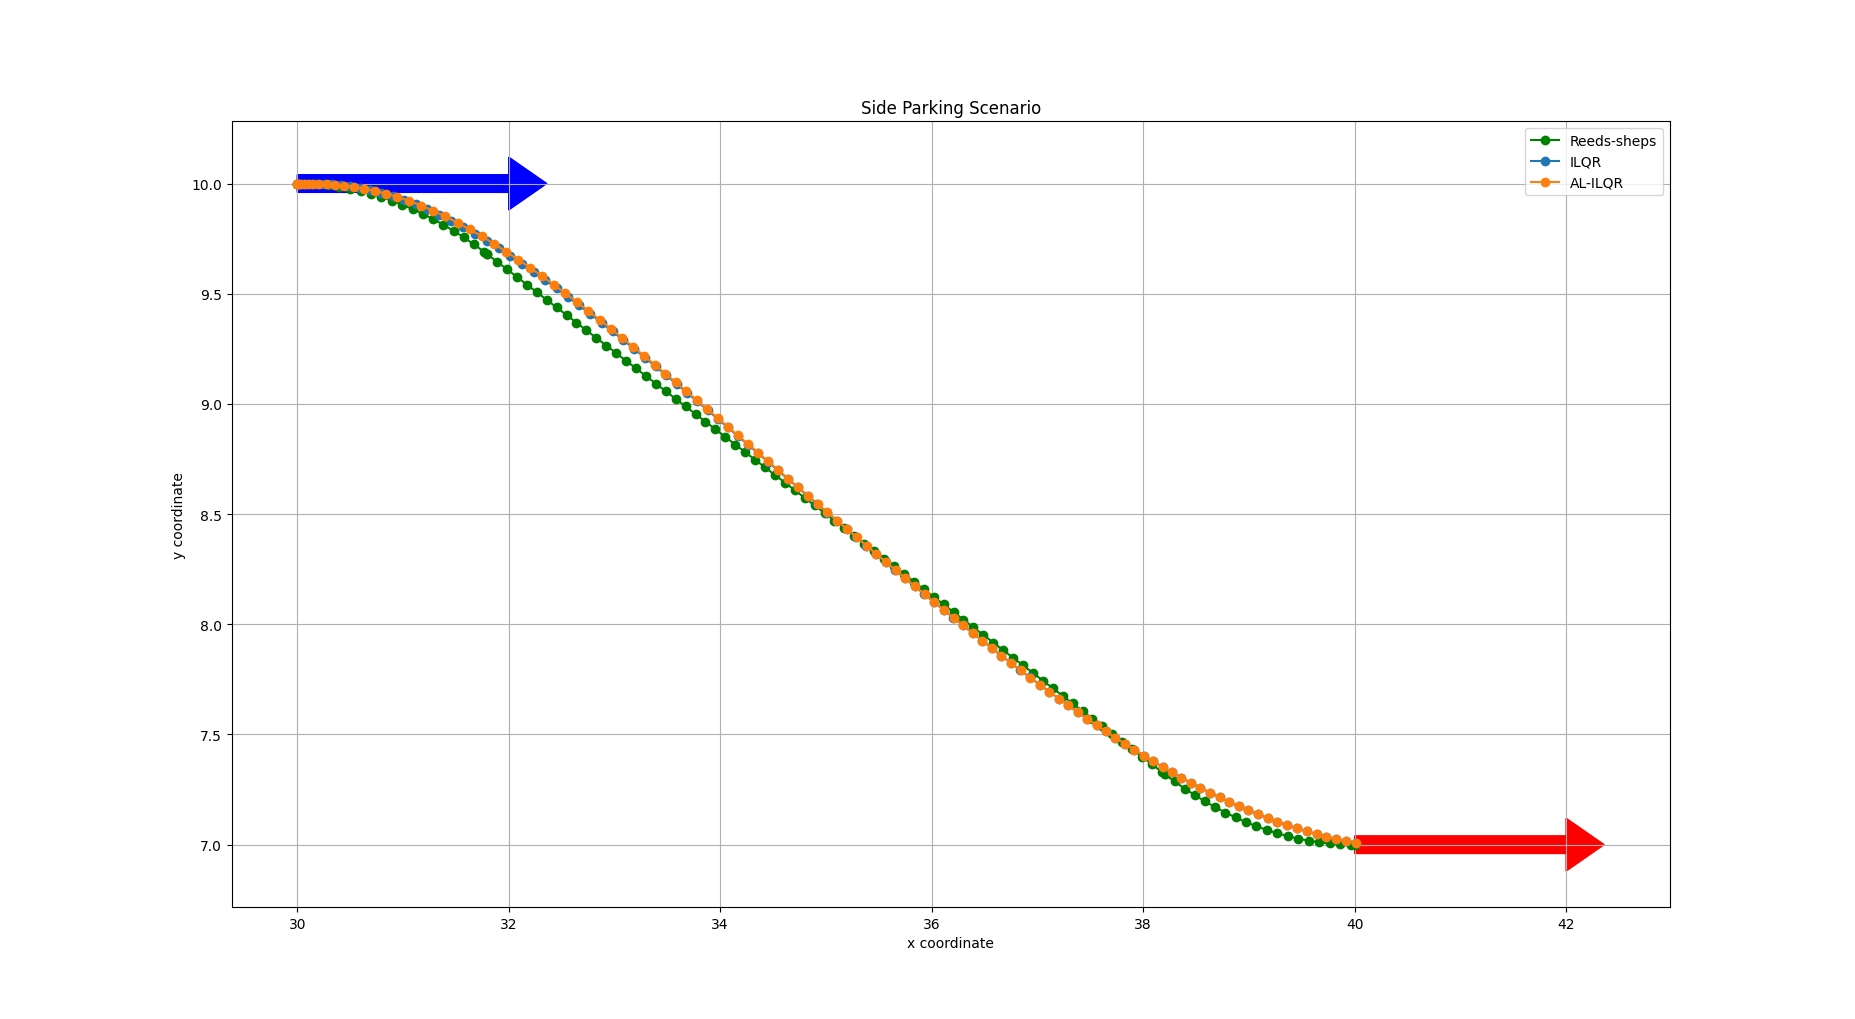 Side Parking Scenario
Reeds-sheps
ILQR
AL-ILQR
10.0
9.5
9.0
8.5
8.0
7.5
7.0
y coordinate
30 32 34 36 38 40 42
x coordinate